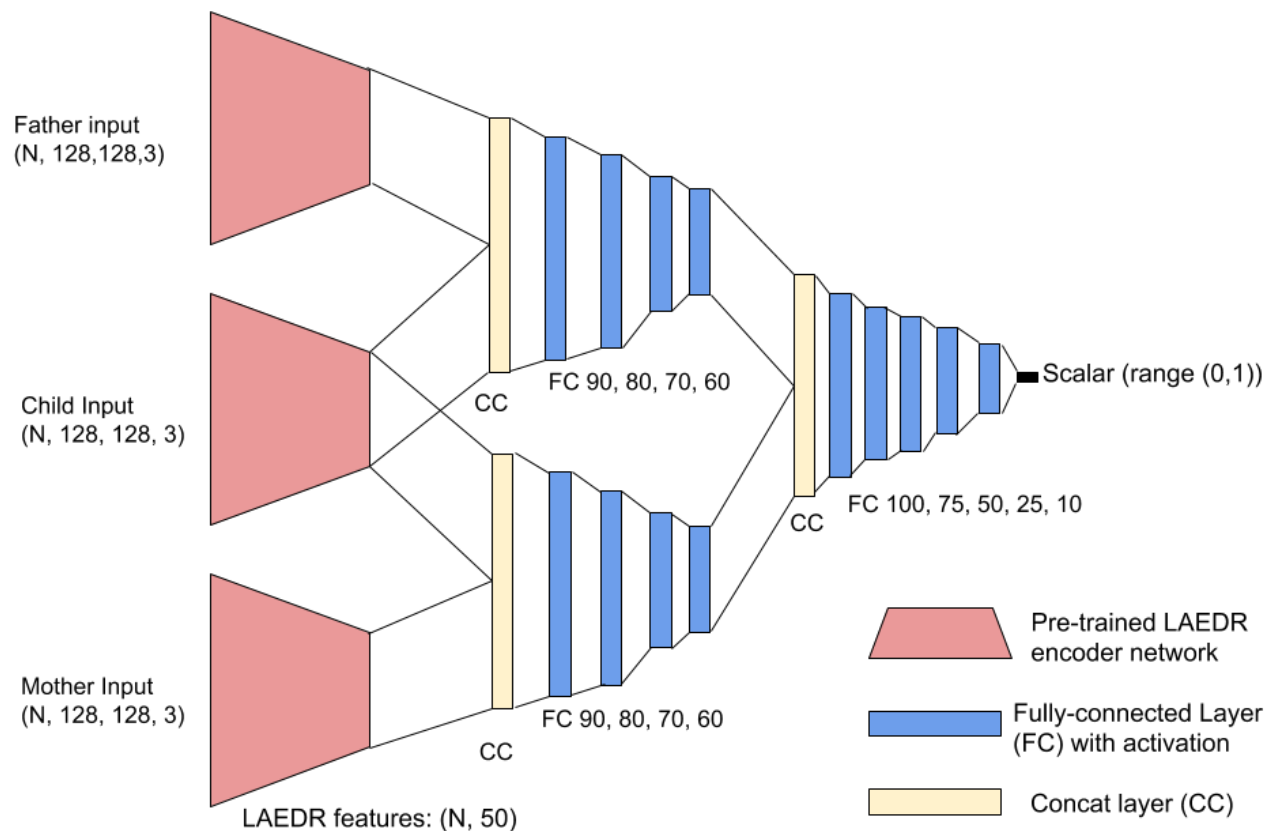 Father input
(N, 128,128,3)
Child Input
(N, 128, 128, 3)
Mother Input
(N, 128, 128, 3)
LAEDR features: (N, 50)
CC
FC 90, 80, 70, 60
CC
FC 90, 80, 70, 60
CC
FC 100, 75, 50, 25, 10
Scalar (range (0,1))
Pre-trained LAEDR
encoder network
Fully-connected Layer
(FC) with activation
Concat layer (CC)